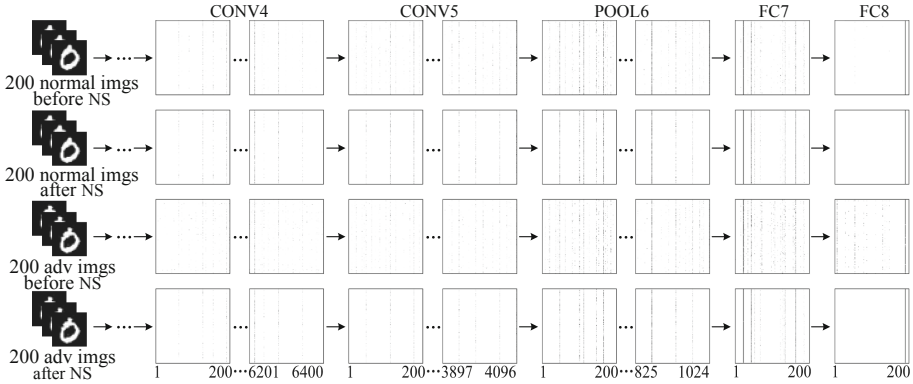 CONV4 CONV5 POOL6 FC7 FC8
200 normal imgs
before NS
200 normal imgs
after NS
200 adv imgs
before NS
200 adv imgs
after NS
1 200 ••• 6201 6400 1 200 ••• 3897 4096 1 200 ••• 825 1024 1 200 1 200